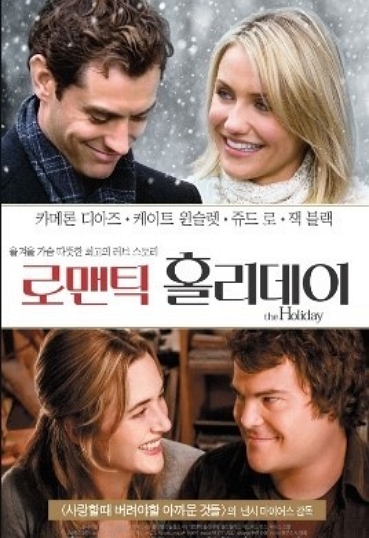 카메론 디아즈 • 케이트 윈슬렛 • 쥬드 로 • 잭 블랙
올 겨울 가슴 따뜻한 최고의 러브 스토리
로맨틱 홀리데이
the Holiday
<사랑할때 버려야할 아까운 것들>의 낸시 마이어스 감독